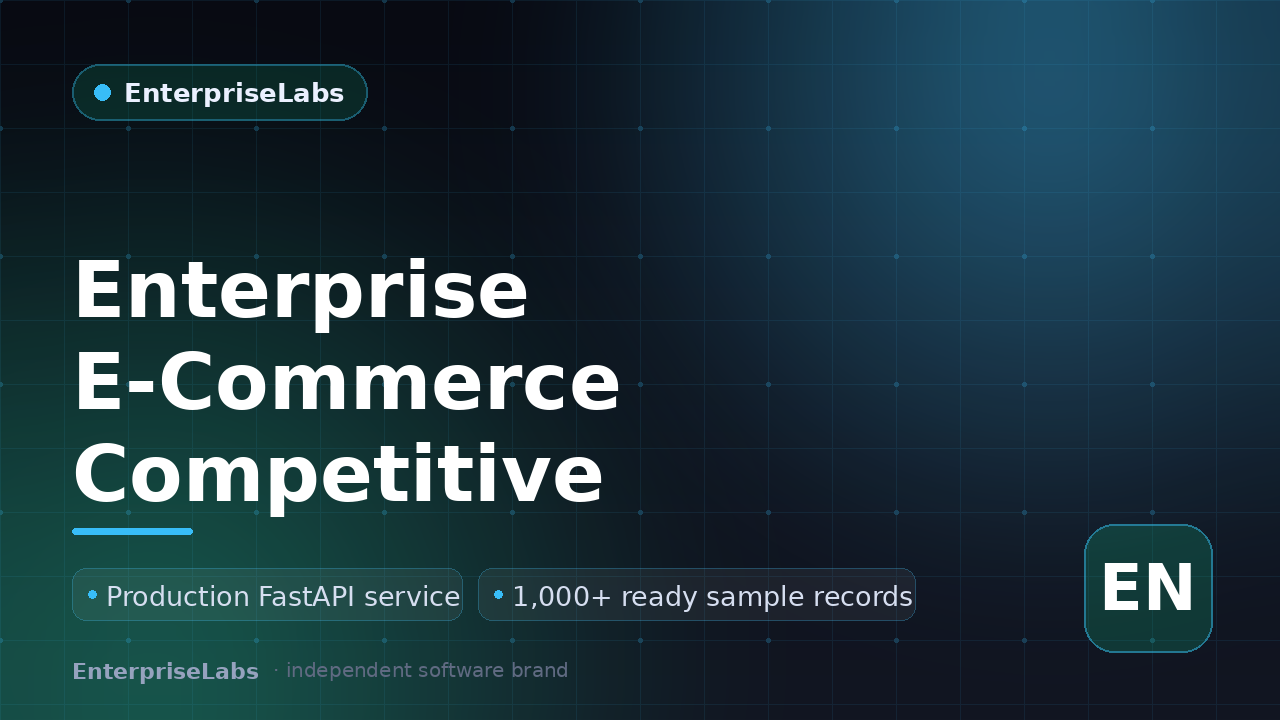 EnterpriseLabs
Enterprise
E-Commerce
Competitive
Production FastAPI service
1,000+ ready sample records
EN
EnterpriseLabs · independent software brand